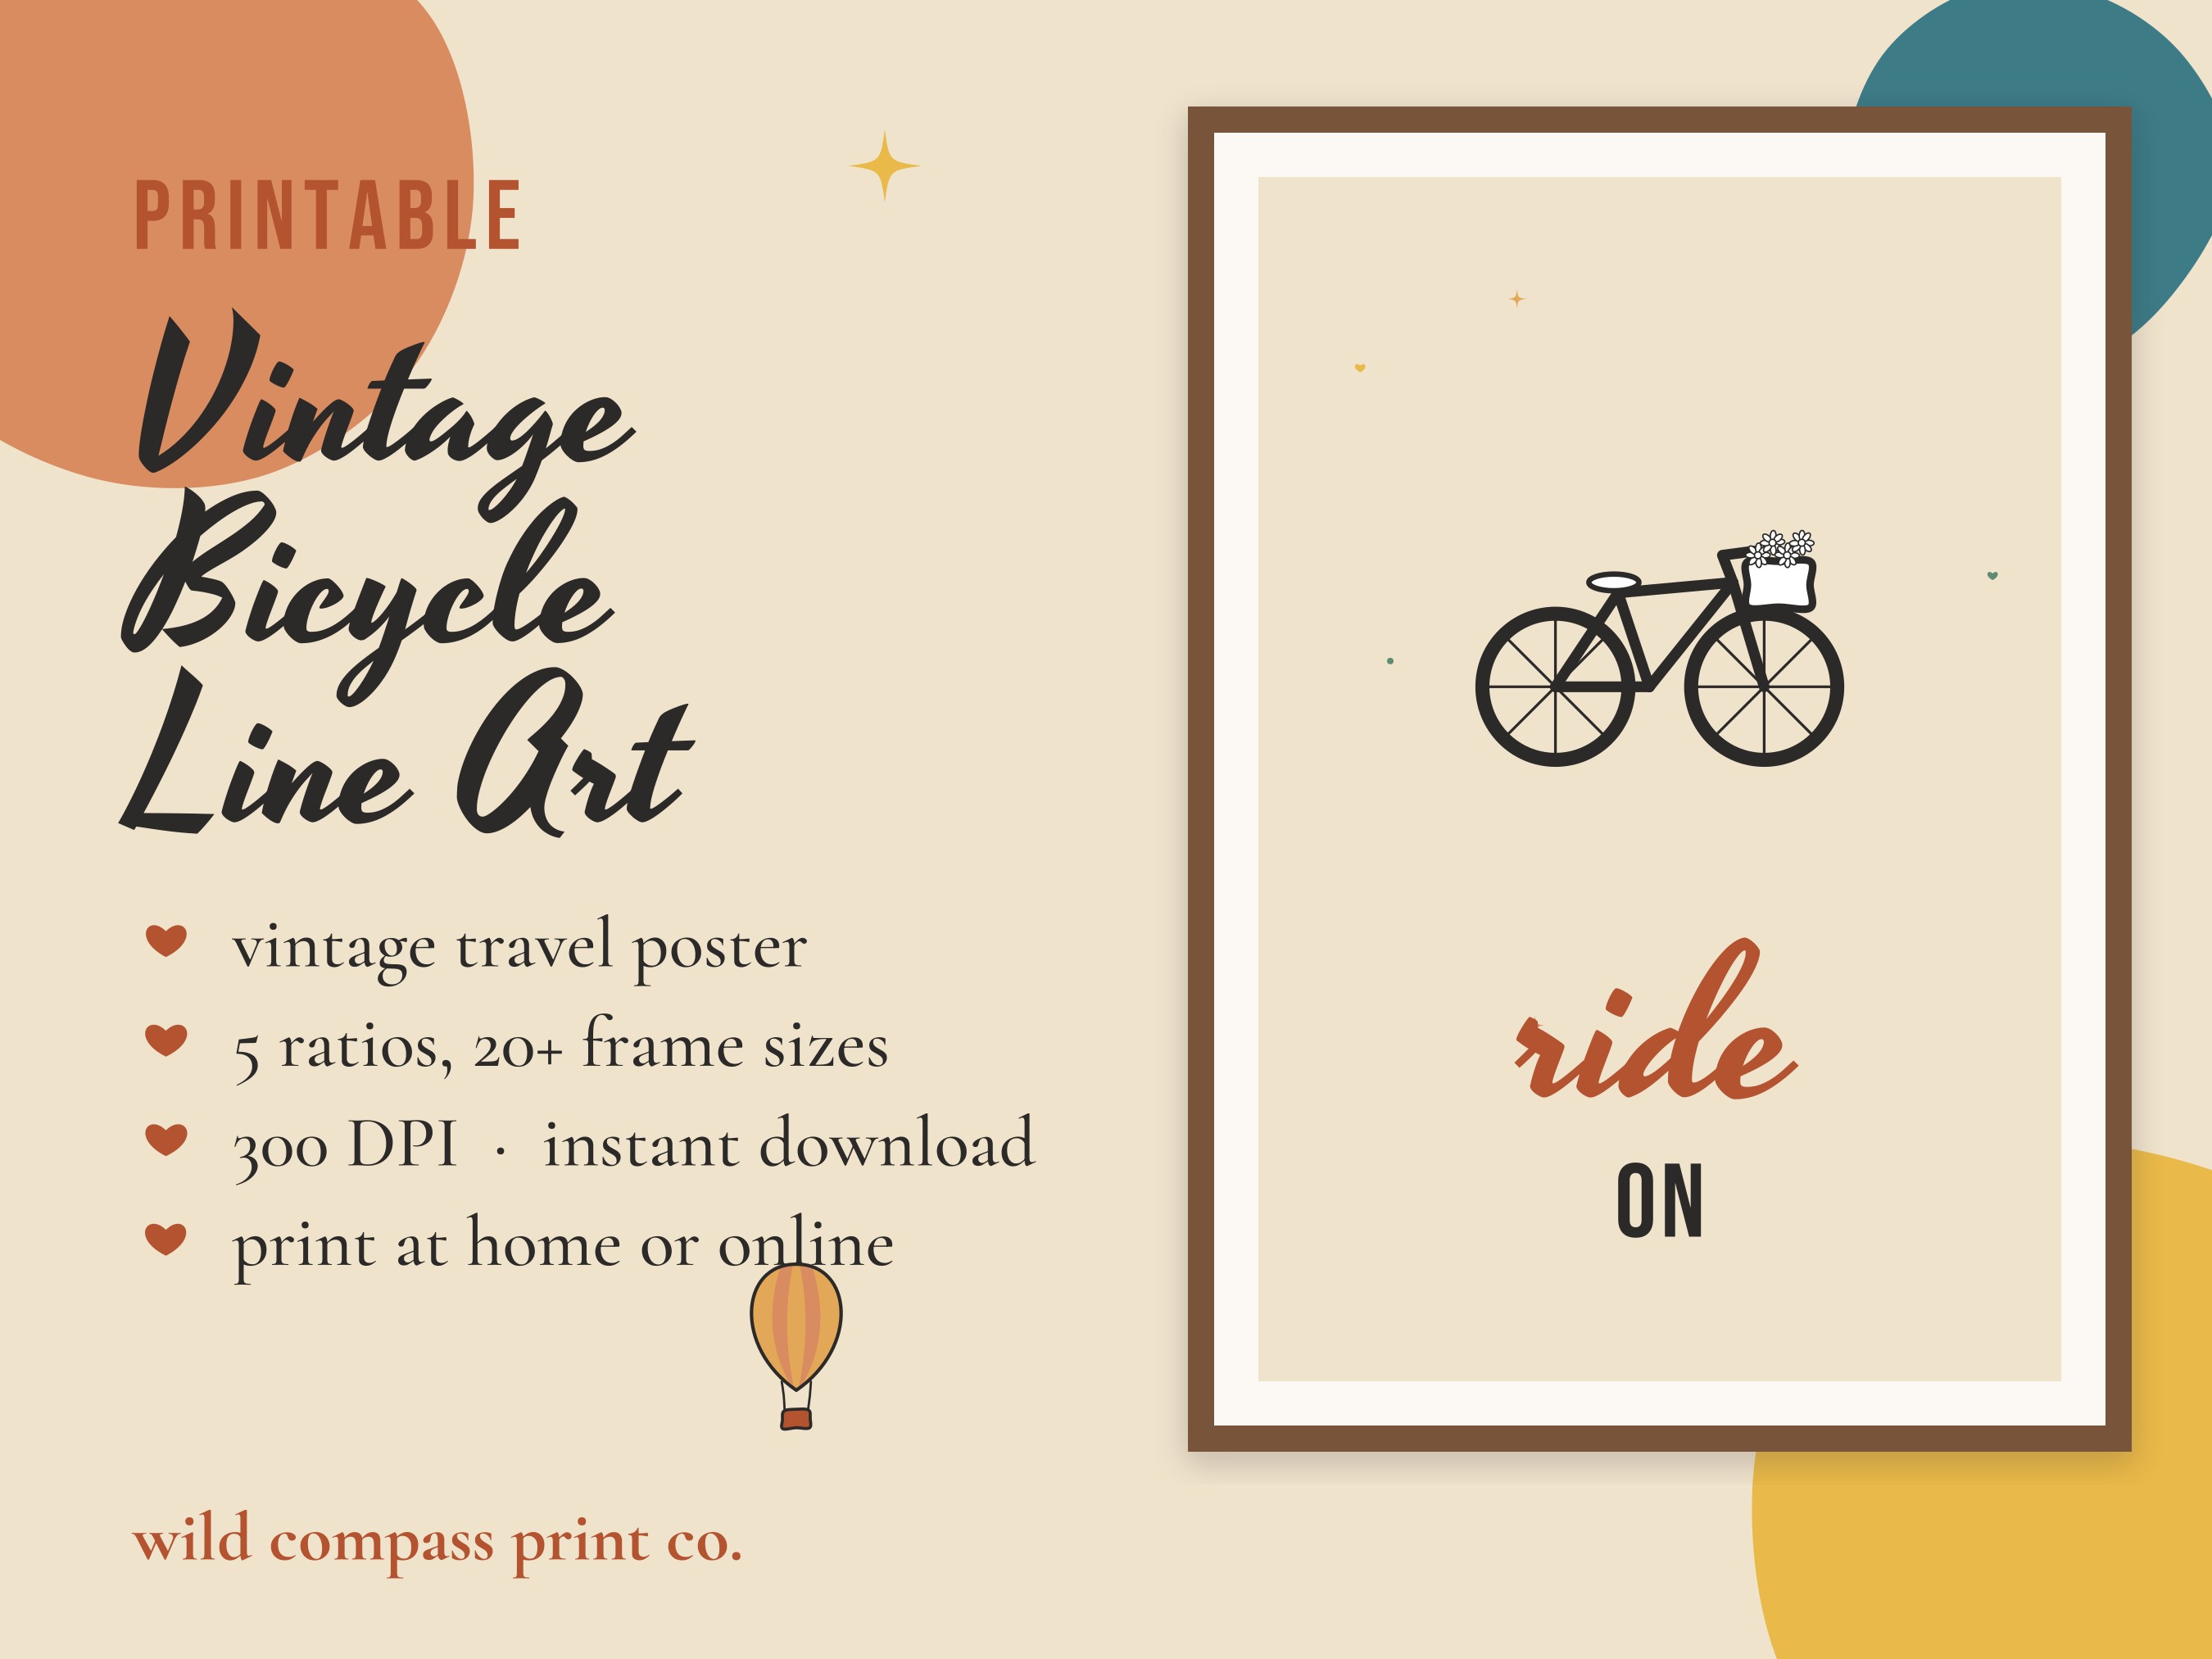 PRINTABLE
Vintage
Bicycle
Line Art
vintage travel poster
5 ratios, 20+ frame sizes
300 DPI · instant download
print at home or online
wild compass print co.
ride
ON